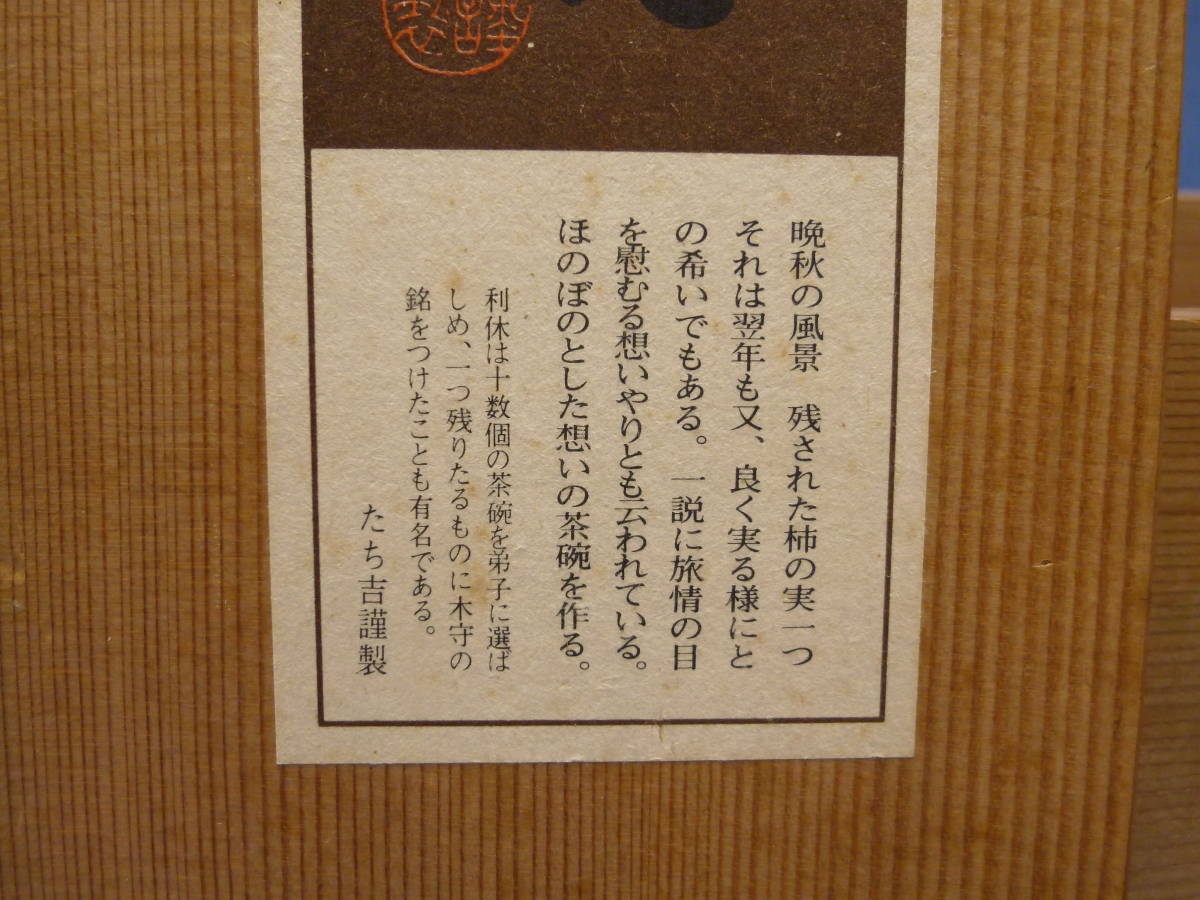 謹製
晩秋の風景　残された柿の実一つ
それは翌年も又、良く実る様にと
の希いでもある。一説に旅情の目
を慰むる想いやりとも云われている。
ほのぼのとした想いの茶碗を作る。
利休は十数個の茶碗を弟子に選ば
しめ、一つ残りたるものに木守の
銘をつけたことも有名である。
たち吉謹製